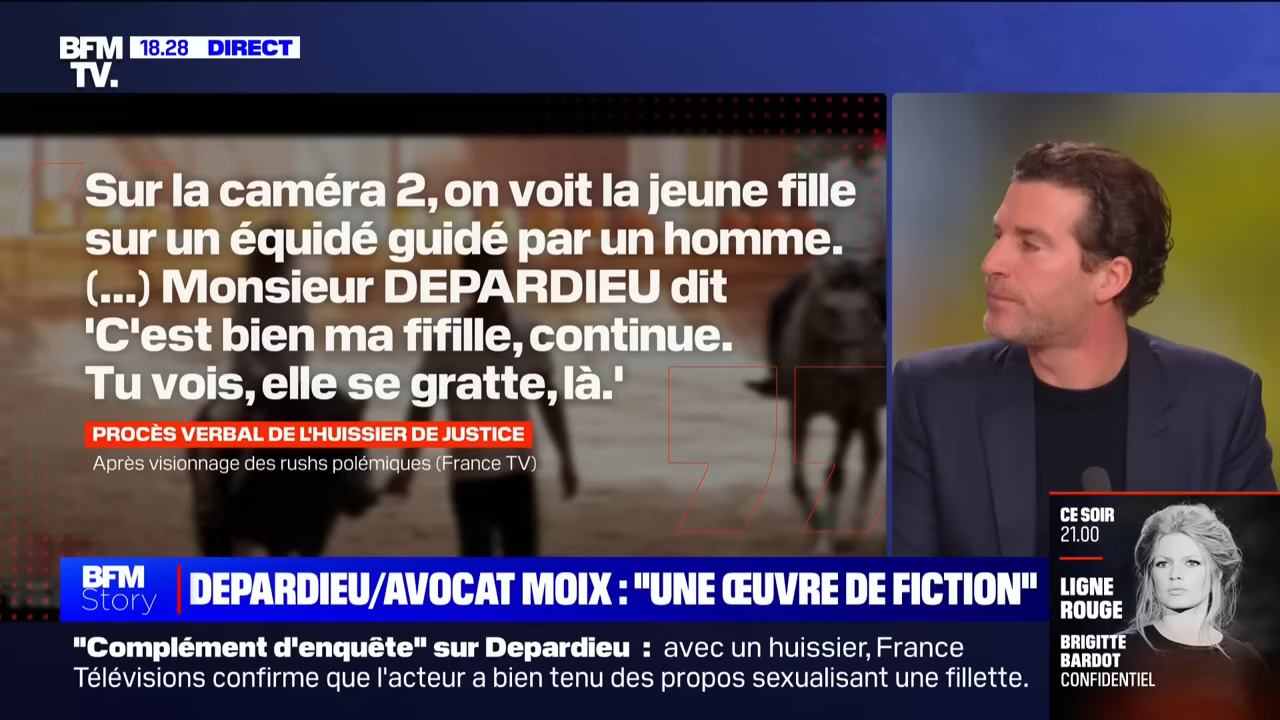 BFM
TV.
18.28 DIRECT
Sur la caméra 2, on voit la jeune fille
sur un équidé guidé par un homme.
(...) Monsieur DEPARDIEU dit
'C'est bien ma fifille, continue.
Tu vois, elle se gratte, là.'
PROCÈS VERBAL DE L'HUISSIER DE JUSTICE
Après visionnage des rushs polémiques (France TV)
CE SOIR
21.00
LIGNE
ROUGE
BRIGITTE
BARDOT
CONFIDENTIEL
BFM
Story
DEPARDIEU/AVOCAT MOIX : "UNE ŒUVRE DE FICTION"
"Complément d'enquête" sur Depardieu : avec un huissier, France
Télévisions confirme que l'acteur a bien tenu des propos sexualisant une fillette.